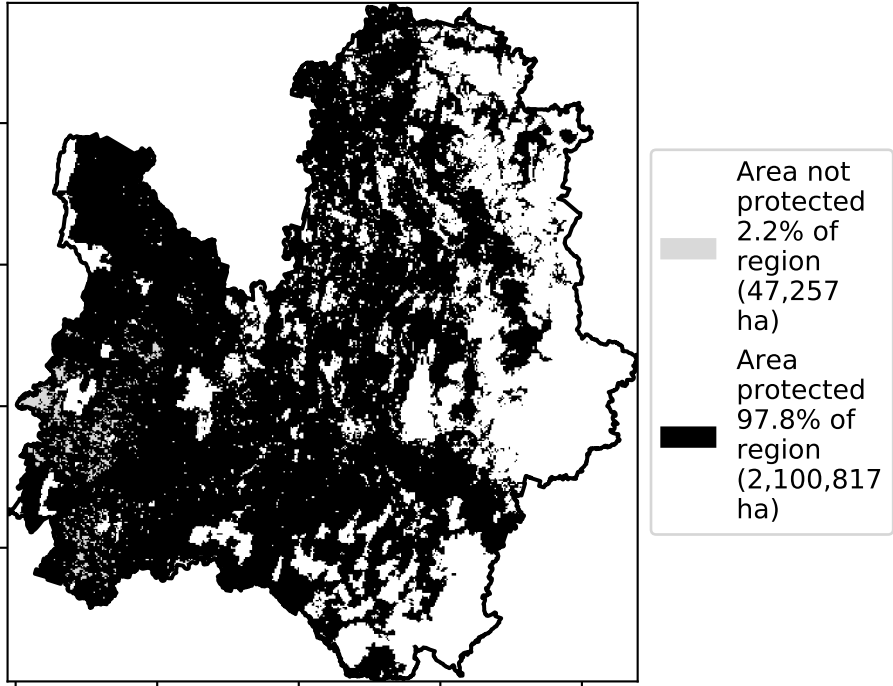 Area not
protected
2.2% of
region
(47,257
ha)
Area
protected
97.8% of
region
(2,100,817
ha)